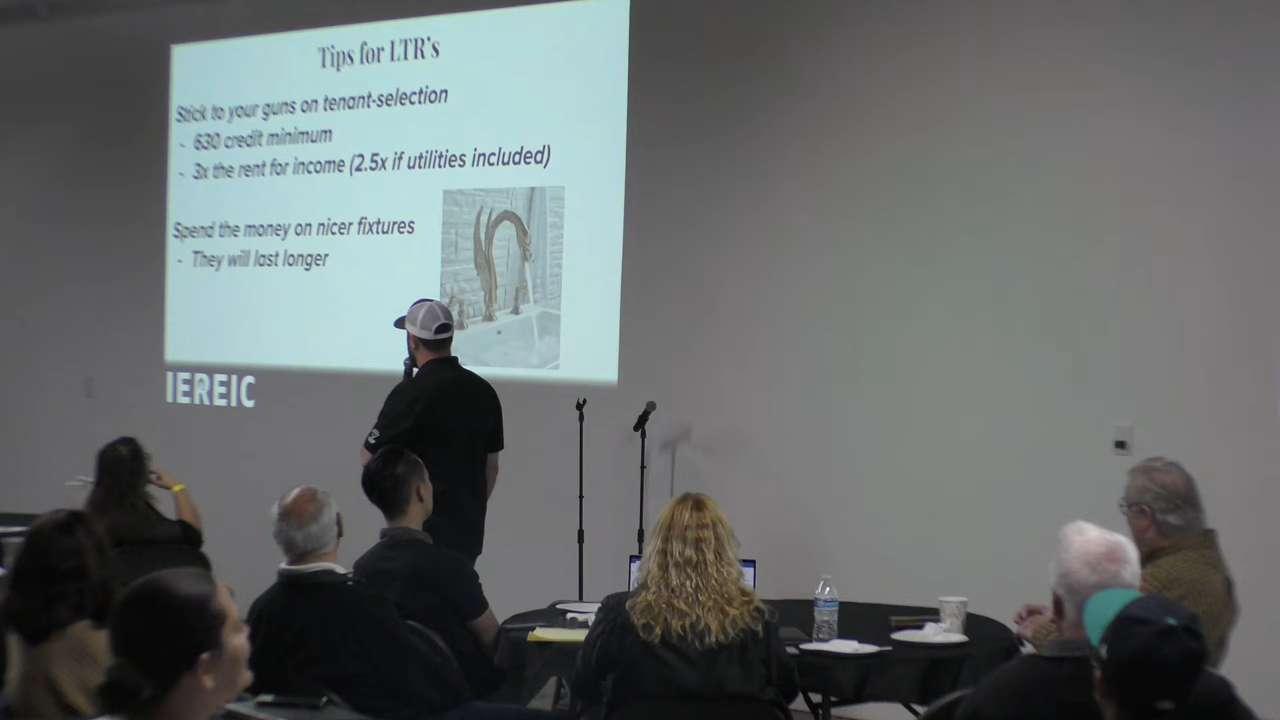 Tips for LTR's
Stick to your guns on tenant-selection
- 630 credit minimum
- 3x the rent for income (2.5x if utilities included)
Spend the money on nicer fixtures
- They will last longer
IEREIC